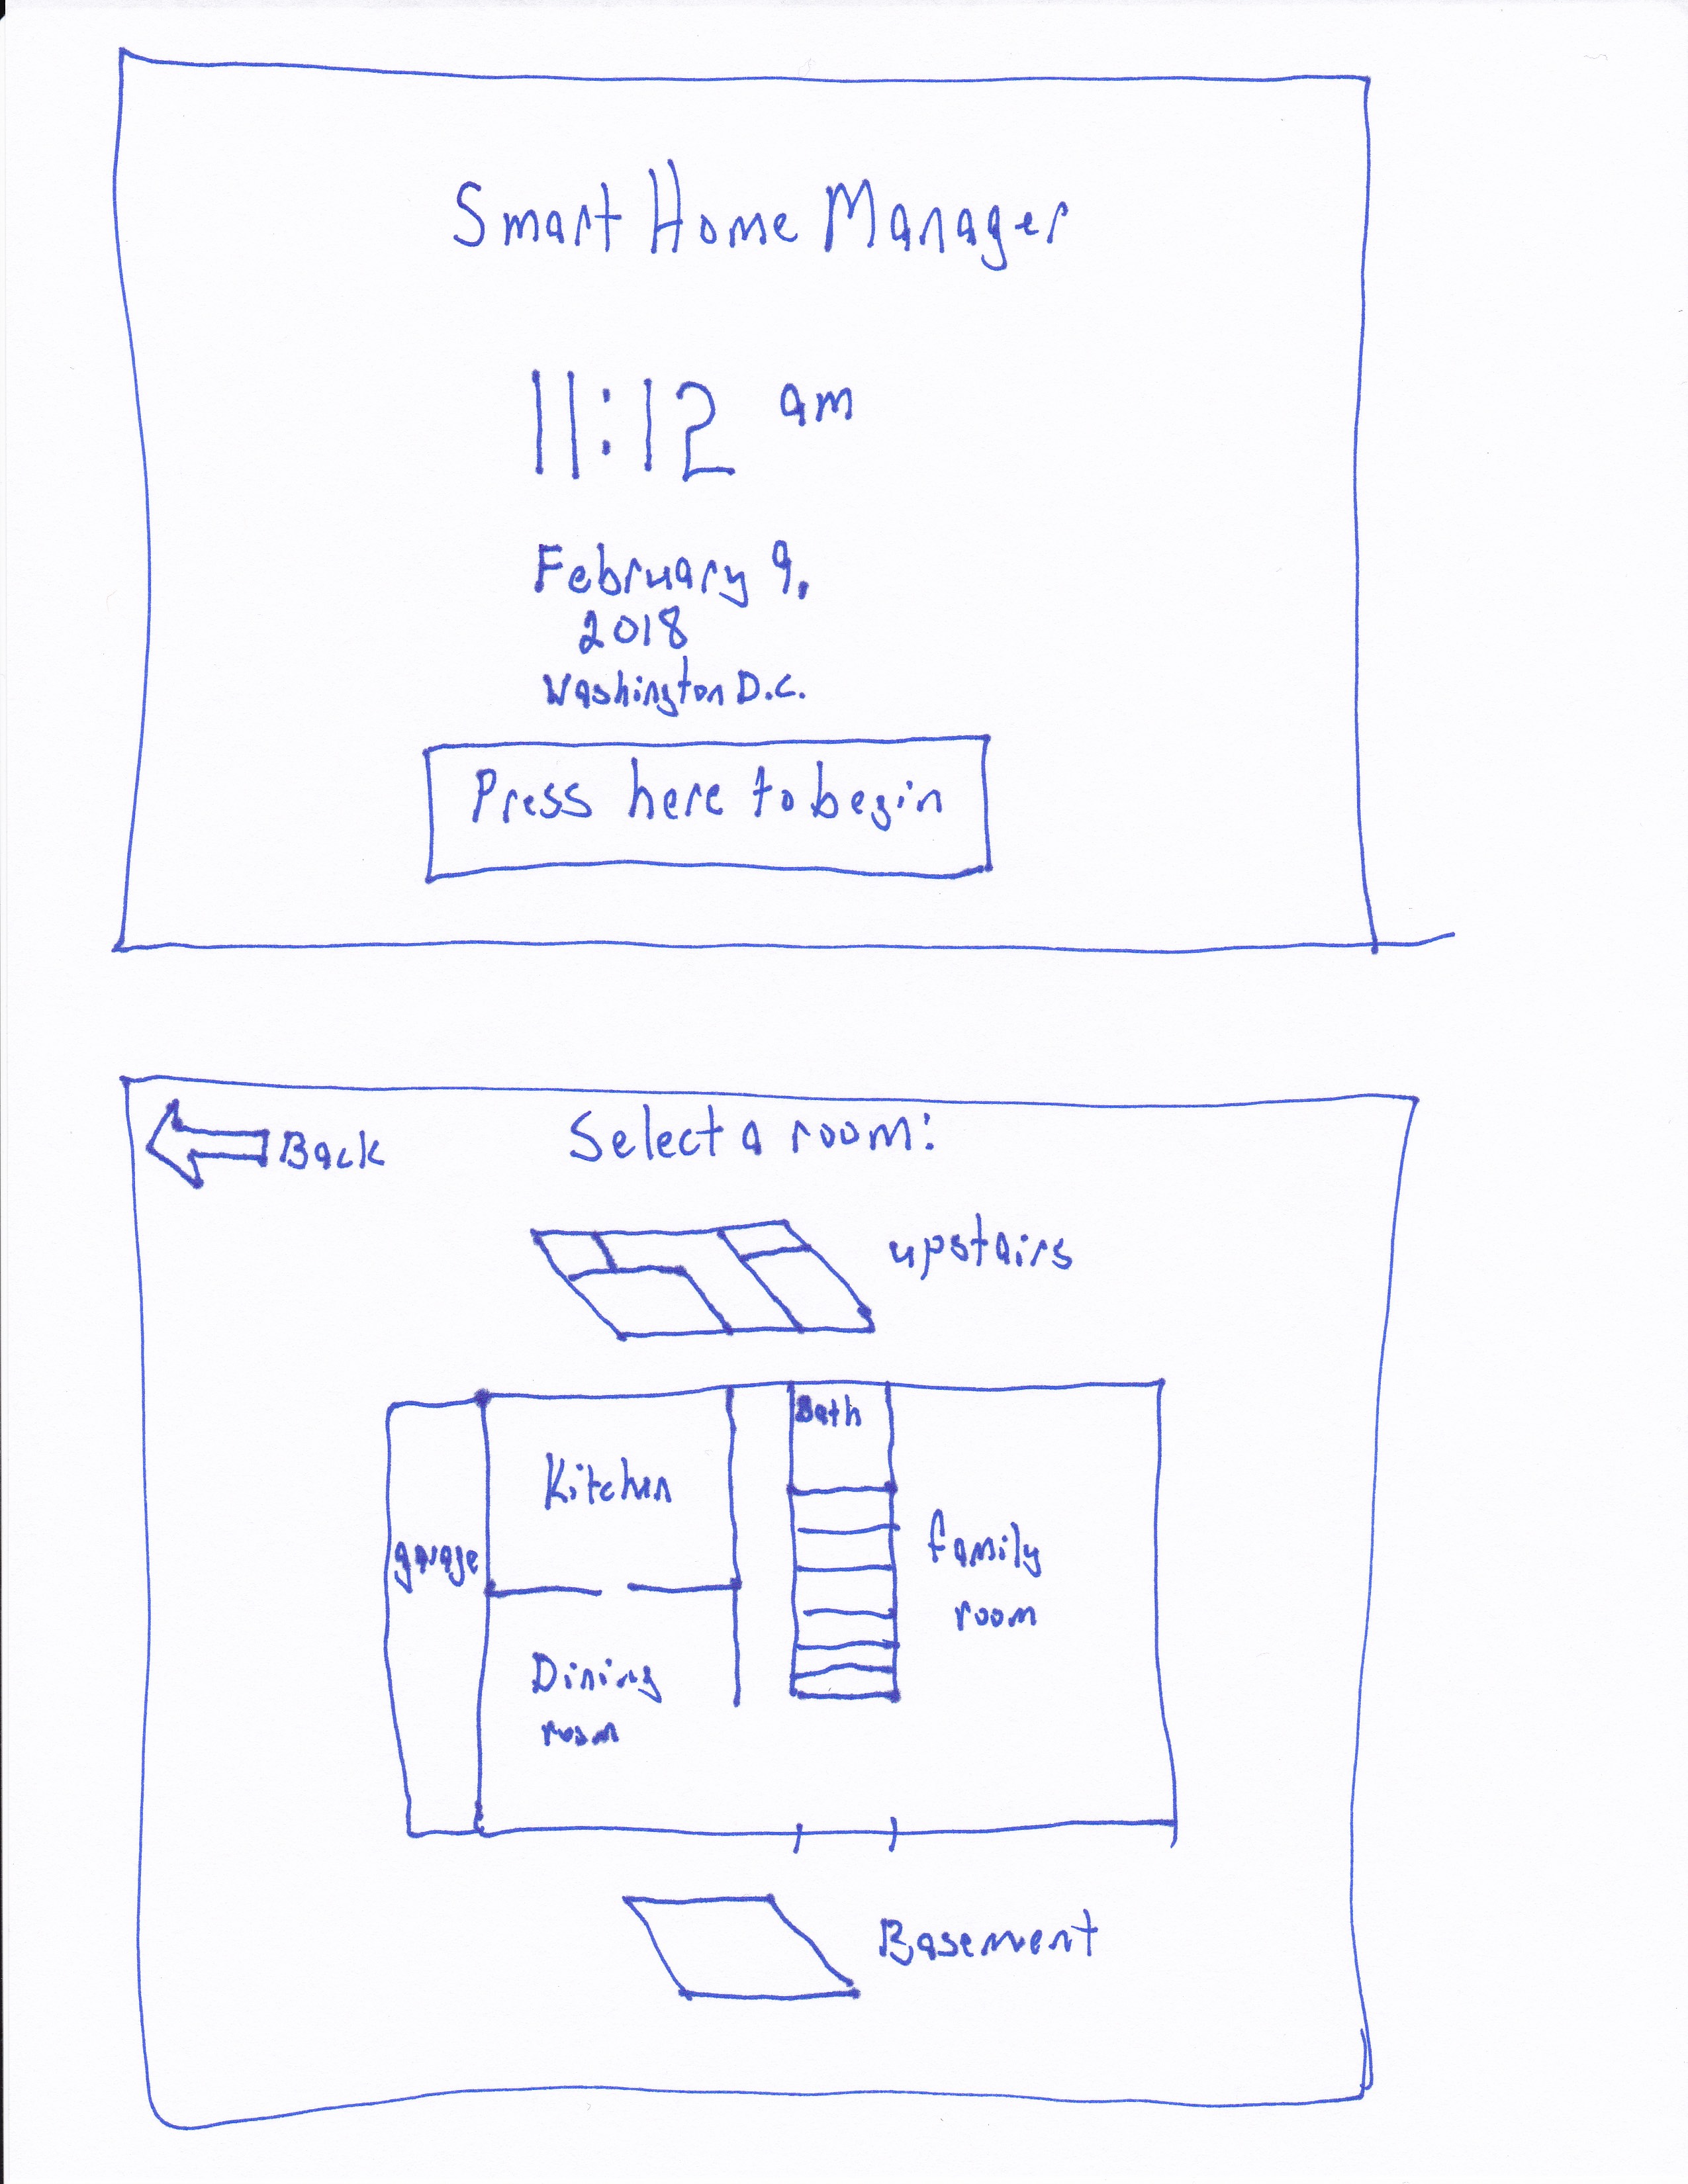 Smart Home Manager
11:12 am
February 9,
2018
Washington D.C.
Press here to begin
Back
Select a room:
upstairs
Bath
Kitchen
garage
family
room
Dining
room
Basement